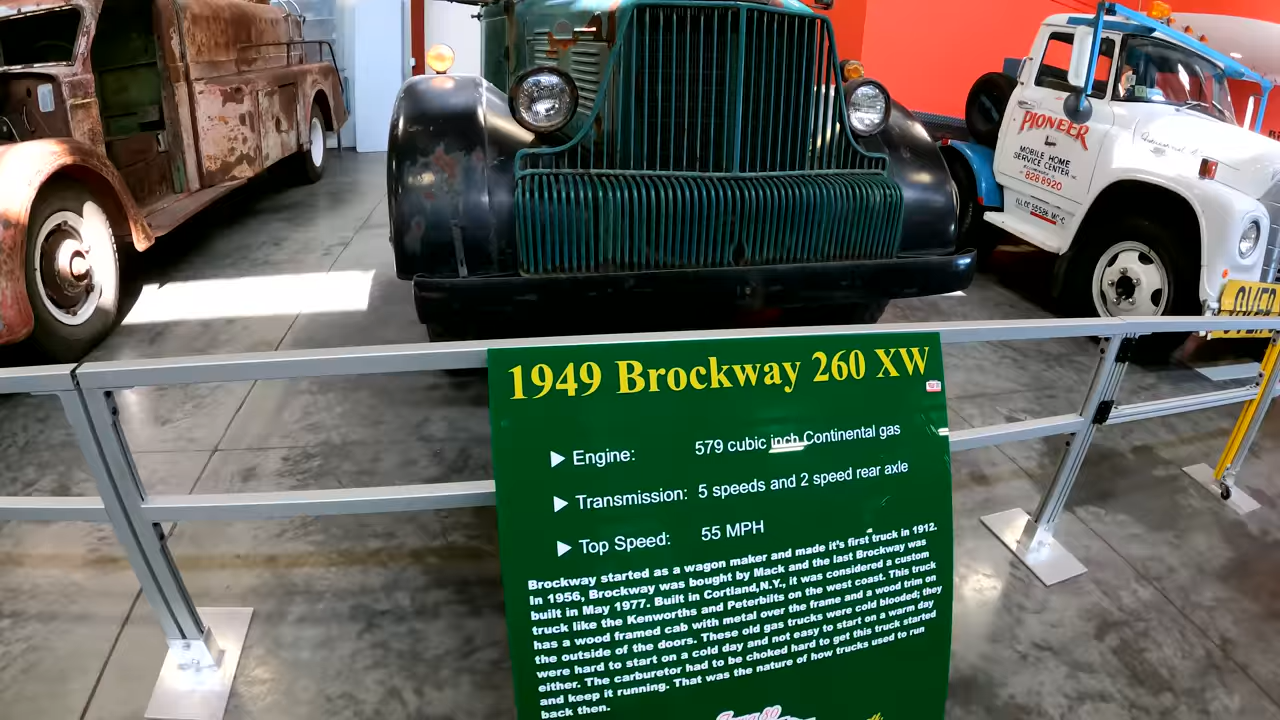 PIONEER
MOBILE HOME
SERVICE CENTER
828 8920
OVER
1949 Brockway 260 XW
Engine: 579 cubic inch Continental gas
Transmission: 5 speeds and 2 speed rear axle
Top Speed: 55 MPH
Brockway started as a wagon maker and made it's first truck in 1912.
In 1956, Brockway was bought by Mack and the last Brockway was
built in May 1977. Built in Cortland,N.Y., it was considered a custom
truck like the Kenworths and Peterbilts on the west coast. This truck
has a wood framed cab with metal over the frame and a wood trim on
the outside of the doors. These old gas trucks were cold blooded; they
were hard to start on a cold day and not easy to start on a warm day
either. The carburetor had to be choked hard to get this truck started
and keep it running. That was the nature of how trucks used to run
back then.
80